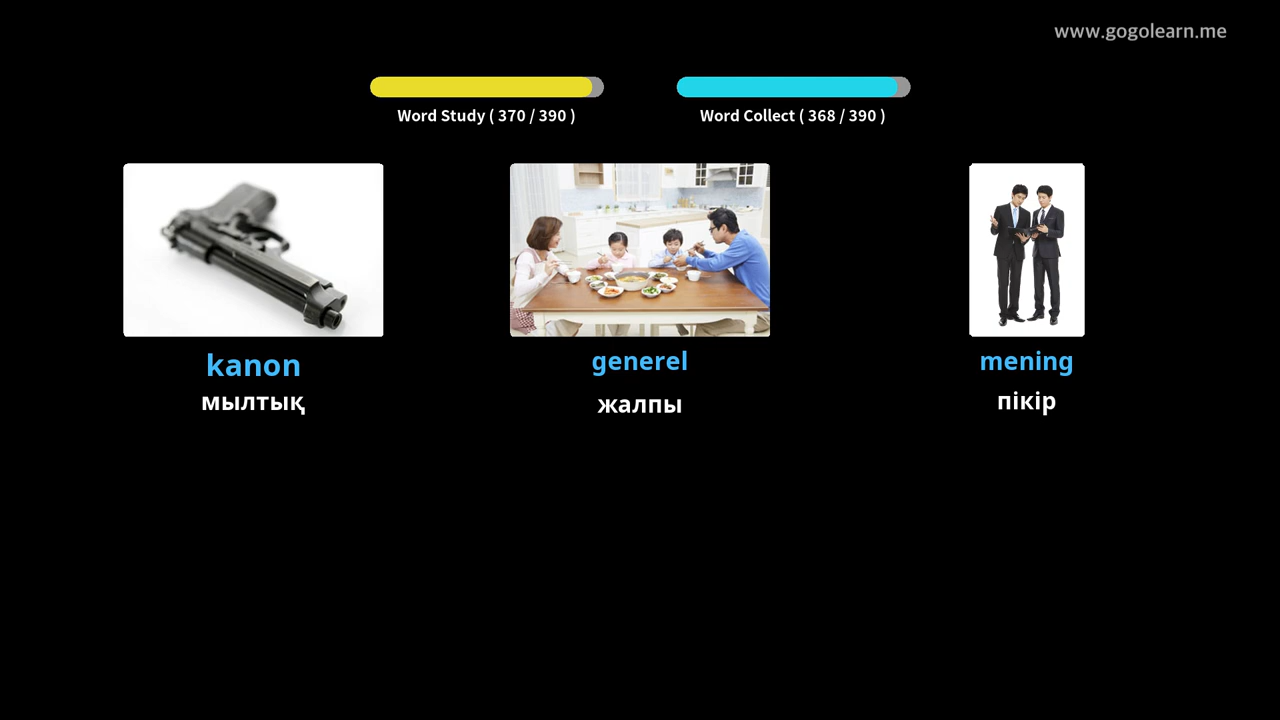 www.gogolearn.me
Word Study ( 370 / 390 )
Word Collect ( 368 / 390 )
kanon
мылтық
generel
жалпы
mening
пікір